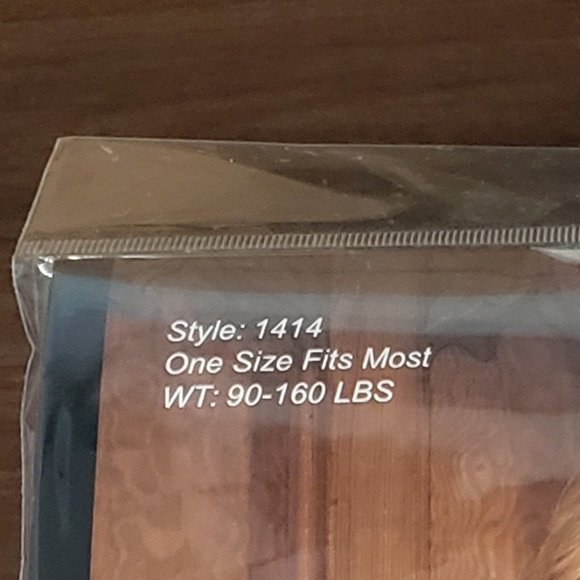 Style: 1414
One Size Fits Most
WT: 90-160 LBS